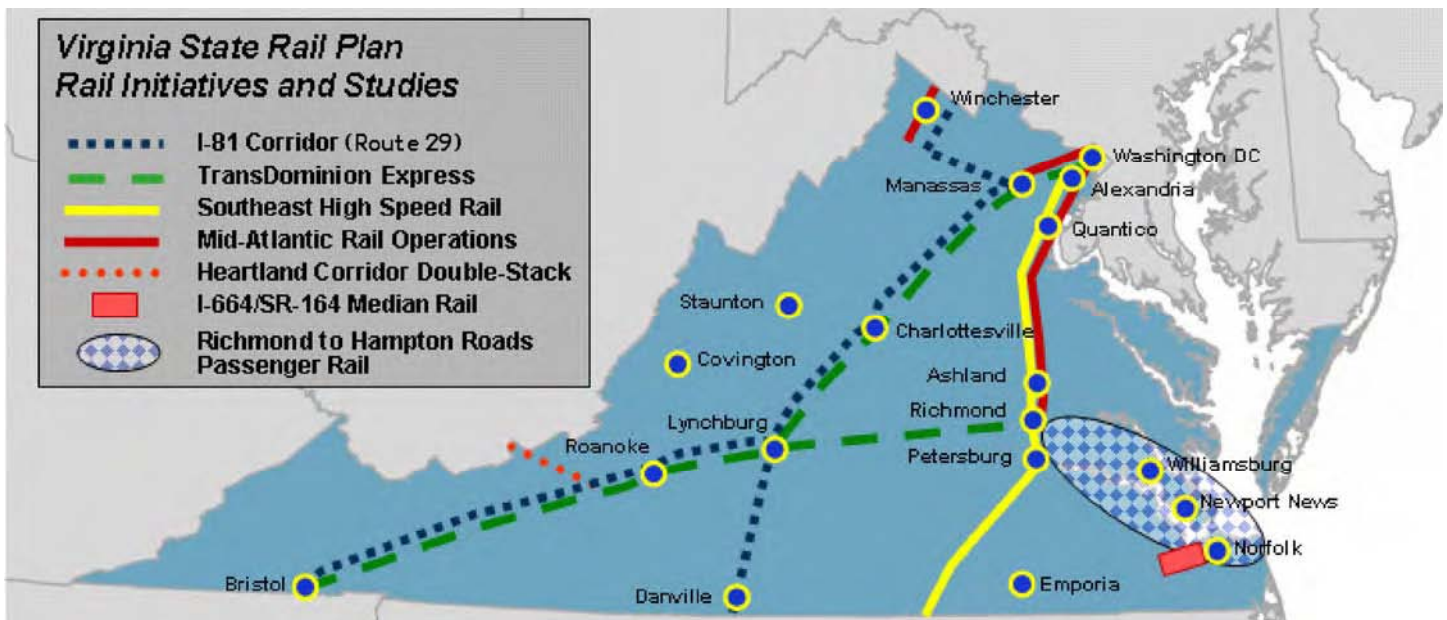 Virginia State Rail Plan
Rail Initiatives and Studies
I-81 Corridor (Route 29)
TransDominion Express
Southeast High Speed Rail
Mid-Atlantic Rail Operations
Heartland Corridor Double-Stack
I-664/SR-164 Median Rail
Richmond to Hampton Roads
Passenger Rail
Winchester
Washington DC
Manassas
Alexandria
Quantico
Staunton
Charlottesville
Covington
Ashland
Richmond
Lynchburg
Roanoke
Petersburg
Williamsburg
Newport News
Norfolk
Bristol
Danville
Emporia